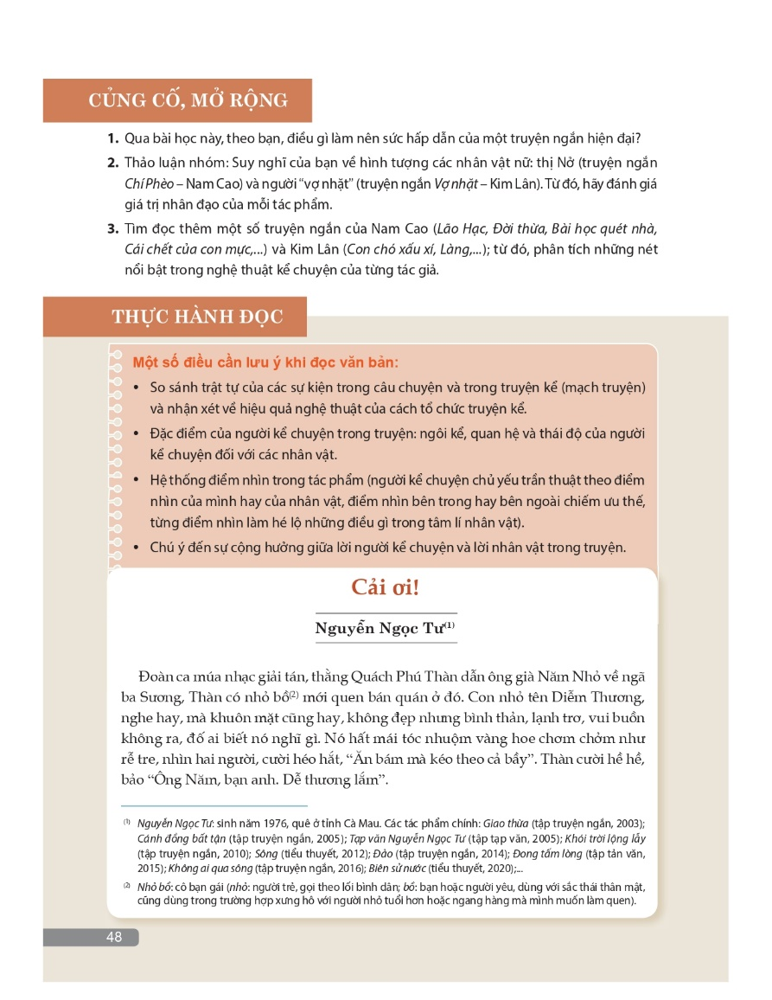 CỦNG CỐ, MỞ RỘNG
1. Qua bài học này, theo bạn, điều gì làm nên sức hấp dẫn của một truyện ngắn hiện đại?
2. Thảo luận nhóm: Suy nghĩ của bạn về hình tượng các nhân vật nữ: thị Nở (truyện ngắn
Chí Phèo – Nam Cao) và người “vợ nhặt” (truyện ngắn Vợ nhặt – Kim Lân). Từ đó, hãy đánh giá
giá trị nhân đạo của mỗi tác phẩm.
3. Tìm đọc thêm một số truyện ngắn của Nam Cao (Lão Hạc, Đời thừa, Bài học quét nhà,
Cái chết của con mực,...) và Kim Lân (Con chó xấu xí, Làng,...); từ đó, phân tích những nét
nổi bật trong nghệ thuật kể chuyện của từng tác giả.
THỰC HÀNH ĐỌC
Một số điều cần lưu ý khi đọc văn bản:
• So sánh trật tự của các sự kiện trong câu chuyện và trong truyện kể (mạch truyện)
và nhận xét về hiệu quả nghệ thuật của cách tổ chức truyện kể.
• Đặc điểm của người kể chuyện trong truyện: ngôi kể, quan hệ và thái độ của người
kể chuyện đối với các nhân vật.
• Hệ thống điểm nhìn trong tác phẩm (người kể chuyện chủ yếu trần thuật theo điểm
nhìn của mình hay của nhân vật, điểm nhìn bên trong hay bên ngoài chiếm ưu thế,
từng điểm nhìn làm hé lộ những điều gì trong tâm lí nhân vật).
• Chú ý đến sự cộng hưởng giữa lời người kể chuyện và lời nhân vật trong truyện.
Cải ơi!
Nguyễn Ngọc Tư(1)
Đoàn ca múa nhạc giải tán, thằng Quách Phú Thàn dẫn ông già Năm Nhỏ về ngã
ba Sương, Thàn có nhỏ bồ(2) mới quen bán quán ở đó. Con nhỏ tên Diễm Thương,
nghe hay, mà khuôn mặt cũng hay, không đẹp nhưng bình thản, lạnh trơ, vui buồn
không ra, đố ai biết nó nghĩ gì. Nó hất mái tóc nhuộm vàng hoe chơm chởm như
rễ tre, nhìn hai người, cười héo hắt, “Ăn bám mà kéo theo cả bầy”. Thàn cười hề hề,
bảo “Ông Năm, bạn anh. Dễ thương lắm”.
(1) Nguyễn Ngọc Tư: sinh năm 1976, quê ở tỉnh Cà Mau. Các tác phẩm chính: Giao thừa (tập truyện ngắn, 2003);
Cánh đồng bất tận (tập truyện ngắn, 2005); Tạp văn Nguyễn Ngọc Tư (tập tạp văn, 2005); Khói trời lộng lẫy
(tập truyện ngắn, 2010); Sông (tiểu thuyết, 2012); Đảo (tập truyện ngắn, 2014); Đong tấm lòng (tập tản văn,
2015); Không ai qua sông (tập truyện ngắn, 2016); Biên sử nước (tiểu thuyết, 2020);...
(2) Nhỏ bồ: cô bạn gái (nhỏ: người trẻ, gọi theo lối bình dân; bồ: bạn hoặc người yêu, dùng với sắc thái thân mật,
cũng dùng trong trường hợp xưng hô với người nhỏ tuổi hơn hoặc ngang hàng mà mình muốn làm quen).
48